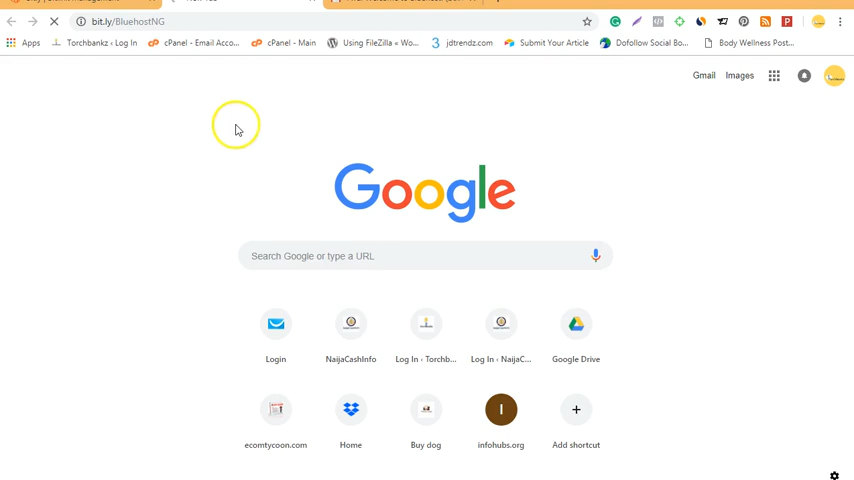 bit.ly/BluehostNG
Apps Torchbankz ‹ Log In cPanel - Email Acco... cPanel - Main Using FileZilla « Wo... jdtrendz.com Submit Your Article Dofollow Social Bo... Body Wellness Post...
Gmail Images
Google
Search Google or type a URL
Login NaijaCashInfo Log In ‹ Torchb... Log In ‹ NaijaC... Google Drive
I
ecomtycoon.com Home Buy dog infohubs.org Add shortcut